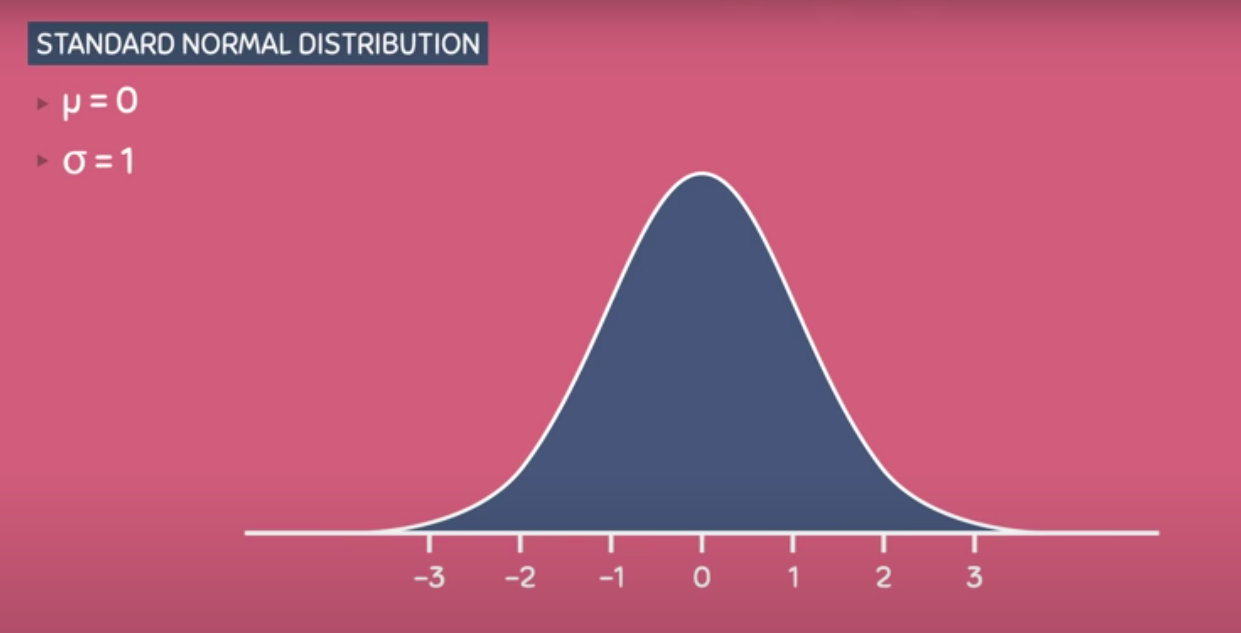 STANDARD NORMAL DISTRIBUTION
▸ μ = 0
▸ σ = 1
–3 –2 –1 0 1 2 3